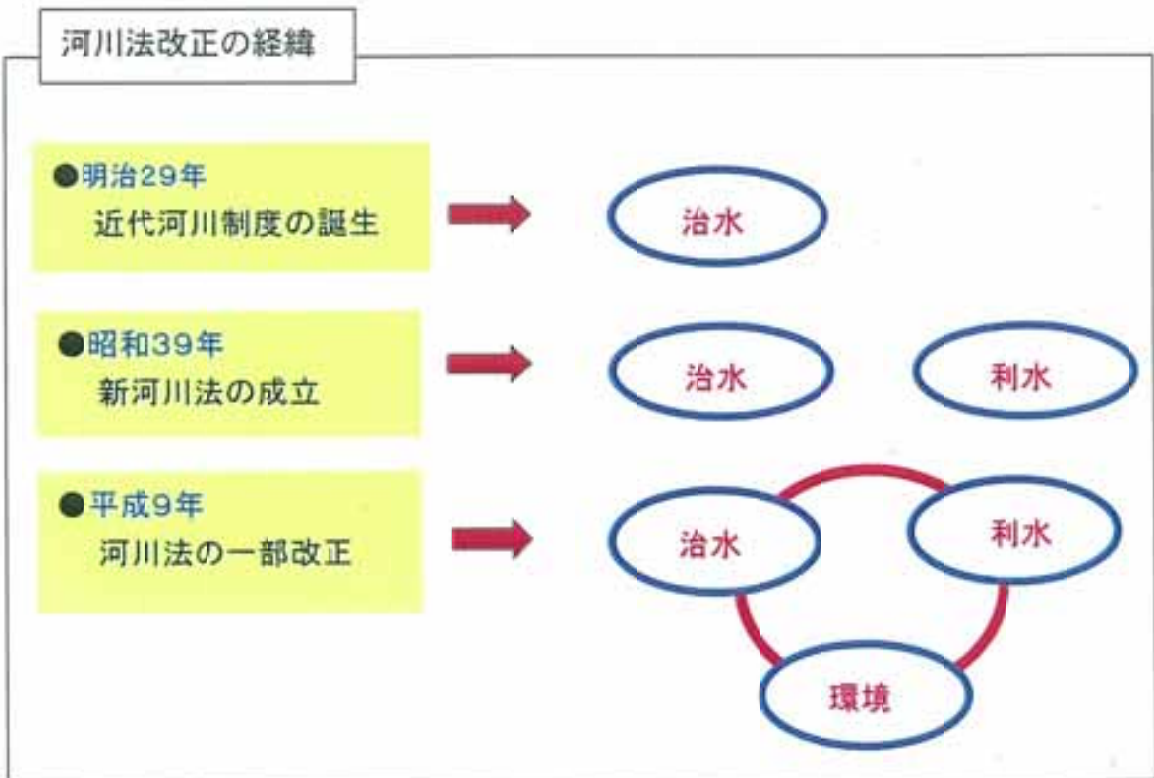 河川法改正の経緯
●明治29年
近代河川制度の誕生
治水
●昭和39年
新河川法の成立
治水
利水
●平成9年
河川法の一部改正
治水
利水
環境